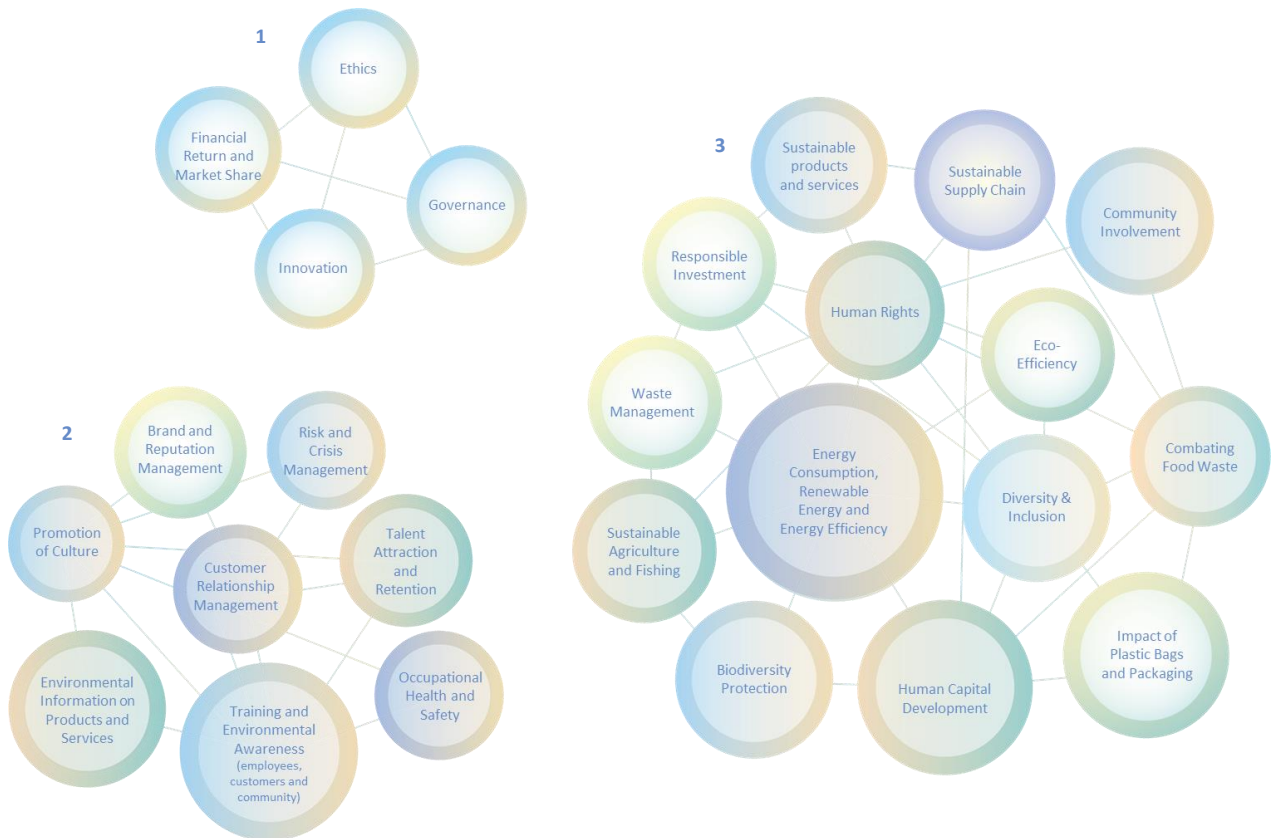 1
Ethics
Financial
Return and
Market Share
Governance
Innovation
2
Brand and
Reputation
Management
Risk and
Crisis
Management
Promotion
of Culture
Customer
Relationship
Management
Talent
Attraction
and
Retention
Environmental
Information on
Products and
Services
Training and
Environmental
Awareness
(employees,
customers and
community)
Occupational
Health and
Safety
3
Sustainable
products
and services
Sustainable
Supply Chain
Community
Involvement
Responsible
Investment
Human Rights
Eco-
Efficiency
Waste
Management
Energy
Consumption,
Renewable
Energy and
Energy Efficiency
Combating
Food Waste
Diversity &
Inclusion
Sustainable
Agriculture
and Fishing
Biodiversity
Protection
Human Capital
Development
Impact of
Plastic Bags
and Packaging